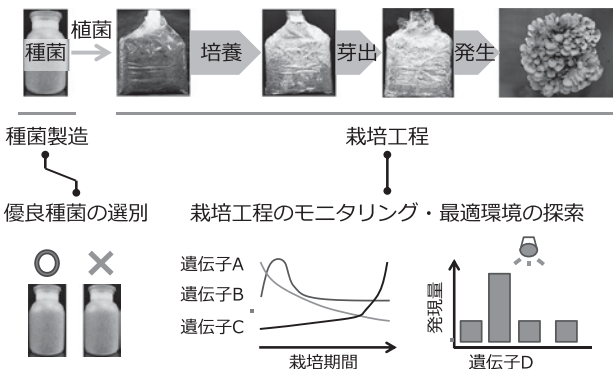 種菌
植菌
培養
芽出
発生
種菌製造
栽培工程
優良種菌の選別
栽培工程のモニタリング・最適環境の探索
遺伝子A
遺伝子B
遺伝子C
栽培期間
発現量
遺伝子D